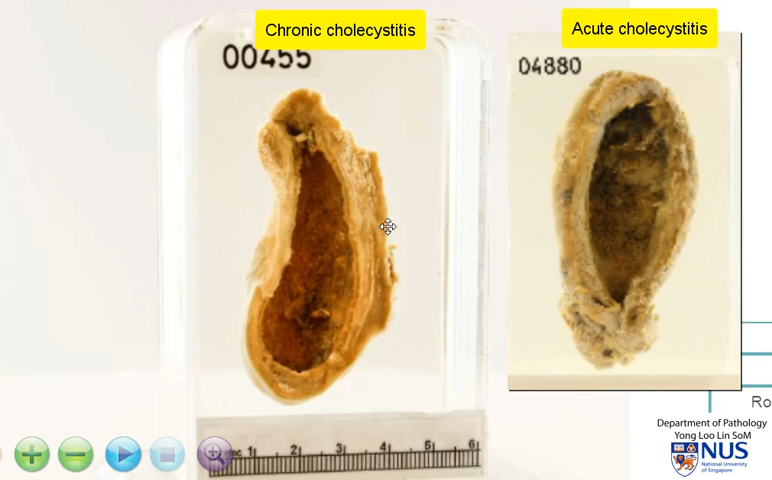 Chronic cholecystitis
Acute cholecystitis
00455
04880
1 2 3 4 5 6
Ro
Department of Pathology
Yong Loo Lin SoM
NUS
National University
of Singapore